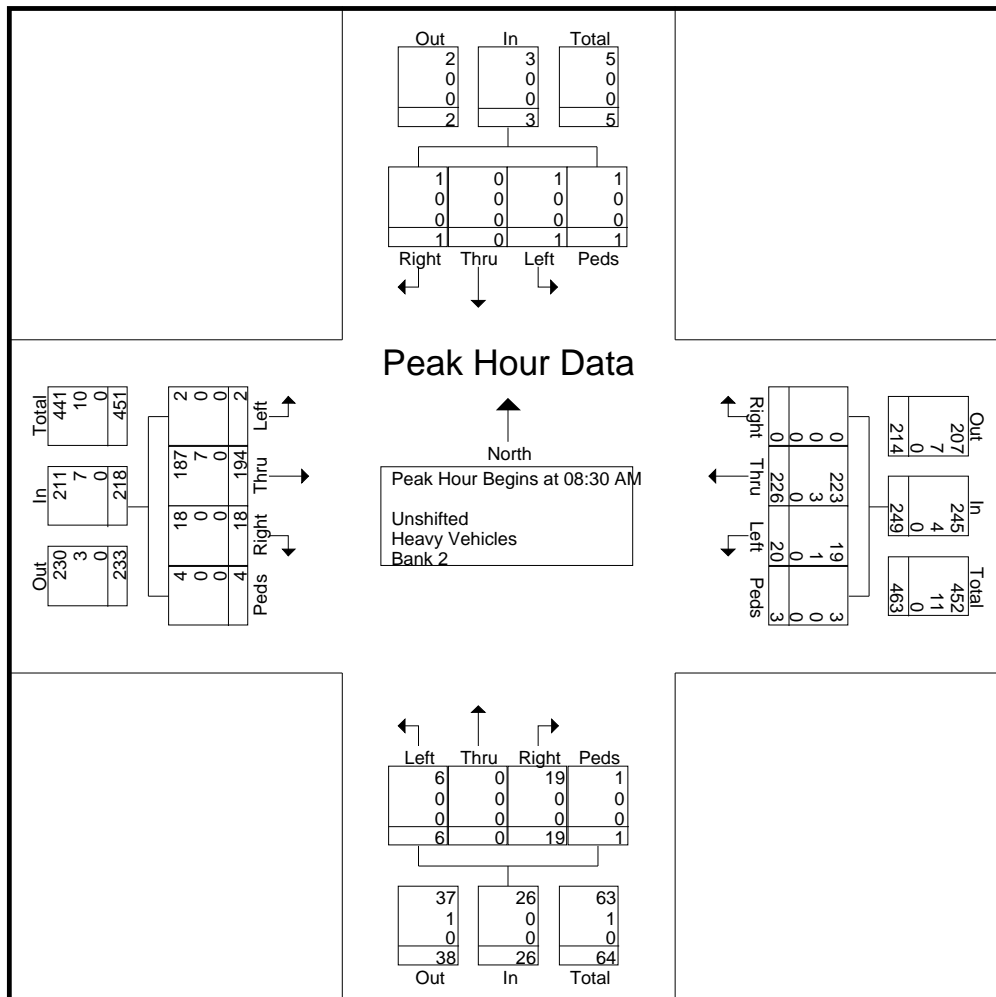 Out In Total
2 3 5
0 0 0
0 0 0
2 3 5
1 0 1 1
0 0 0 0
0 0 0 0
1 0 1 1
Right Thru Left Peds
Peak Hour Data
North
Peak Hour Begins at 08:30 AM
Unshifted
Heavy Vehicles
Bank 2
Total
441
10
0
451
In
211
7
0
218
Out
230
3
0
233
2
0
0
2
Left
187
7
0
194
Thru
18
0
0
18
Right
4
0
0
4
Peds
Right
0
0
0
0
Thru
223
3
0
226
Left
19
1
0
20
Peds
3
0
0
3
Out
207
7
0
214
In
245
4
0
249
Total
452
11
0
463
Left Thru Right Peds
6 0 19 1
0 0 0 0
0 0 0 0
6 0 19 1
37 26 63
1 0 1
0 0 0
38 26 64
Out In Total